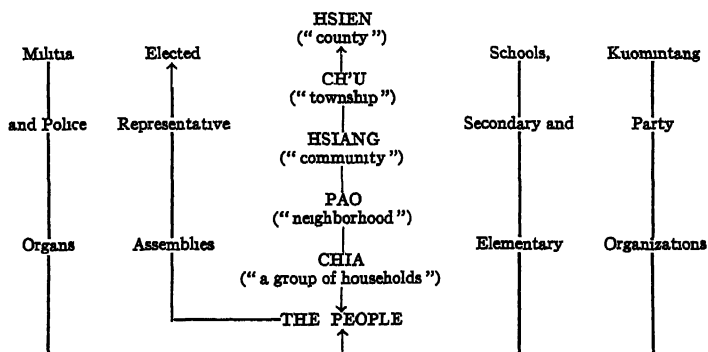 HSIEN
("county")
Militia Elected Schools, Kuomintang
CH'U
("township")
and Police Representative Secondary and Party
HSIANG
("community")
PAO
("neighborhood")
Organs Assemblies Elementary Organizations
CHIA
("a group of households")
THE PEOPLE